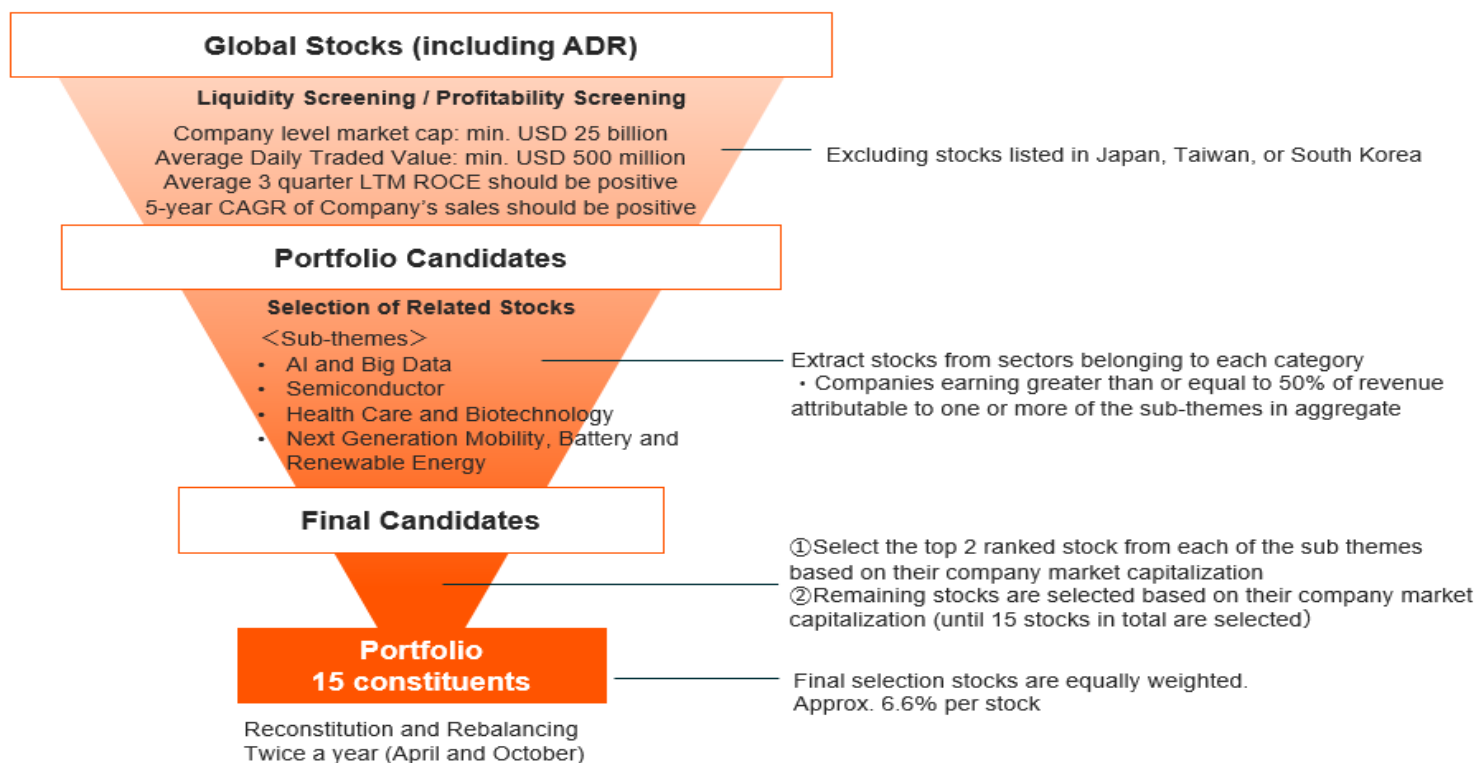 Global Stocks (including ADR)
Liquidity Screening / Profitability Screening
Company level market cap: min. USD 25 billion
Average Daily Traded Value: min. USD 500 million
Average 3 quarter LTM ROCE should be positive
5-year CAGR of Company's sales should be positive
Excluding stocks listed in Japan, Taiwan, or South Korea
Portfolio Candidates
Selection of Related Stocks
＜Sub-themes＞
• AI and Big Data
• Semiconductor
• Health Care and Biotechnology
• Next Generation Mobility, Battery and
Renewable Energy
Extract stocks from sectors belonging to each category
・Companies earning greater than or equal to 50% of revenue
attributable to one or more of the sub-themes in aggregate
Final Candidates
①Select the top 2 ranked stock from each of the sub themes
based on their company market capitalization
②Remaining stocks are selected based on their company market
capitalization (until 15 stocks in total are selected）
Portfolio
15 constituents
Final selection stocks are equally weighted.
Approx. 6.6% per stock
Reconstitution and Rebalancing
Twice a year (April and October)